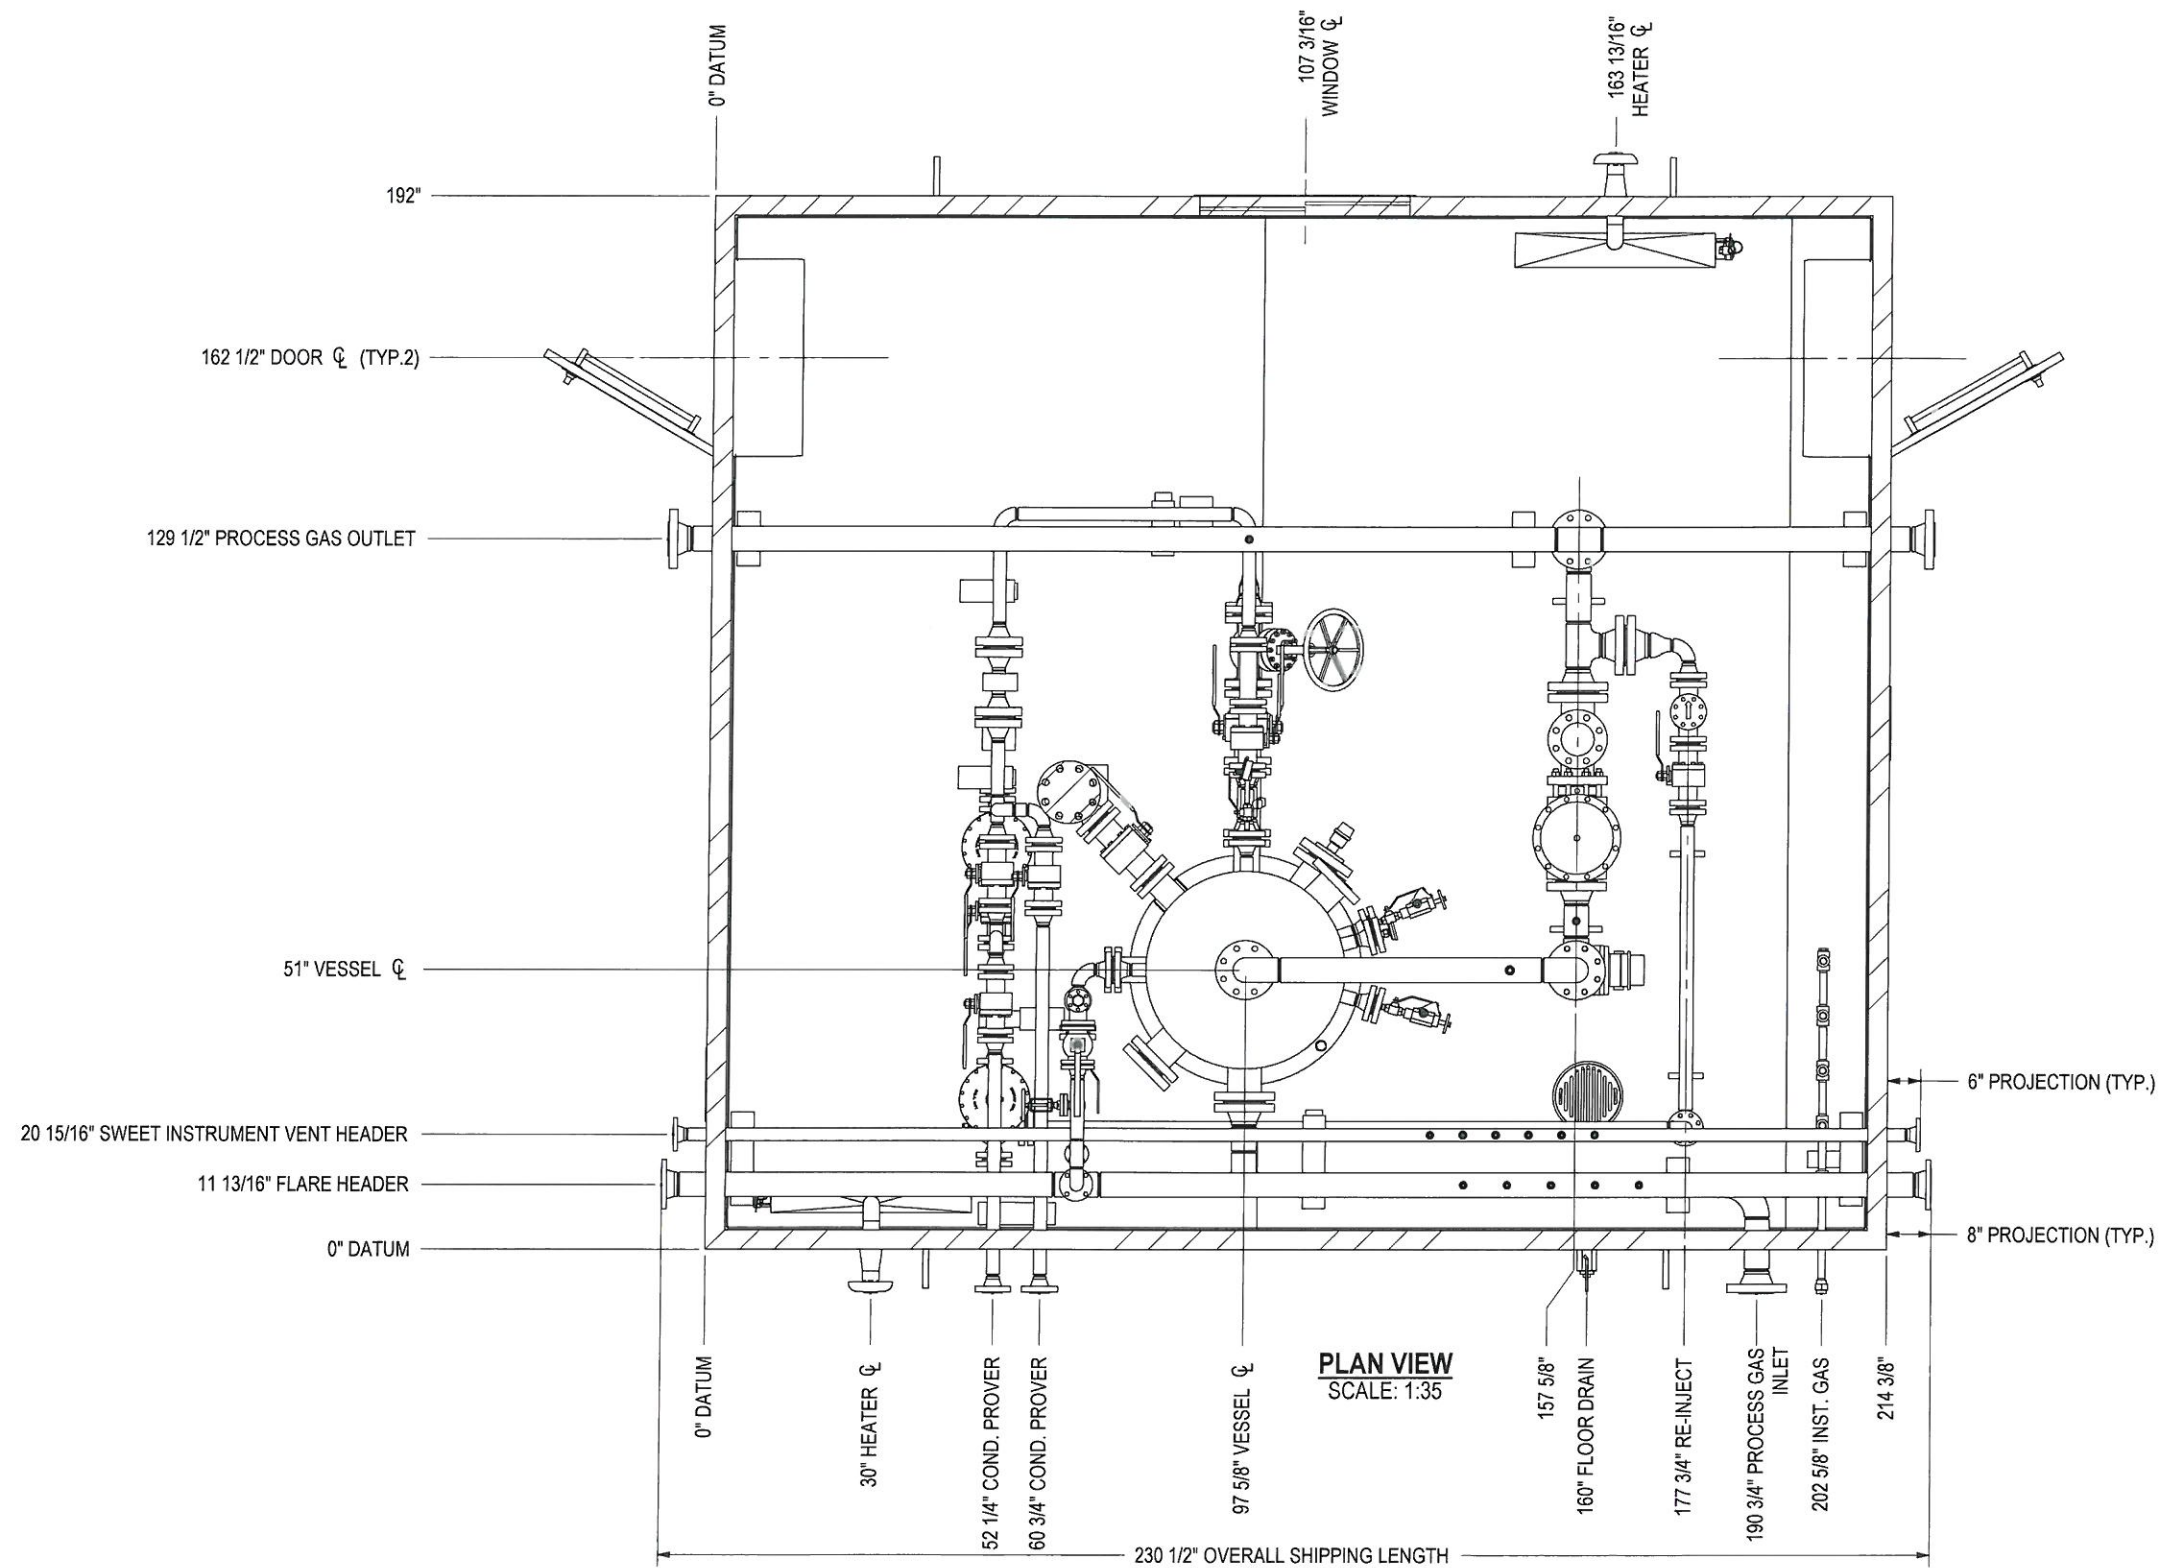 0" DATUM
107 3/16"
WINDOW ℄
163 13/16"
HEATER ℄
192"
162 1/2" DOOR ℄ (TYP.2)
129 1/2" PROCESS GAS OUTLET
51" VESSEL ℄
6" PROJECTION (TYP.)
20 15/16" SWEET INSTRUMENT VENT HEADER
11 13/16" FLARE HEADER
8" PROJECTION (TYP.)
0" DATUM
0" DATUM
30" HEATER ℄
52 1/4" COND. PROVER
60 3/4" COND. PROVER
97 5/8" VESSEL ℄
PLAN VIEW
SCALE: 1:35
157 5/8"
160" FLOOR DRAIN
177 3/4" RE-INJECT
190 3/4" PROCESS GAS
INLET
202 5/8" INST. GAS
214 3/8"
230 1/2" OVERALL SHIPPING LENGTH